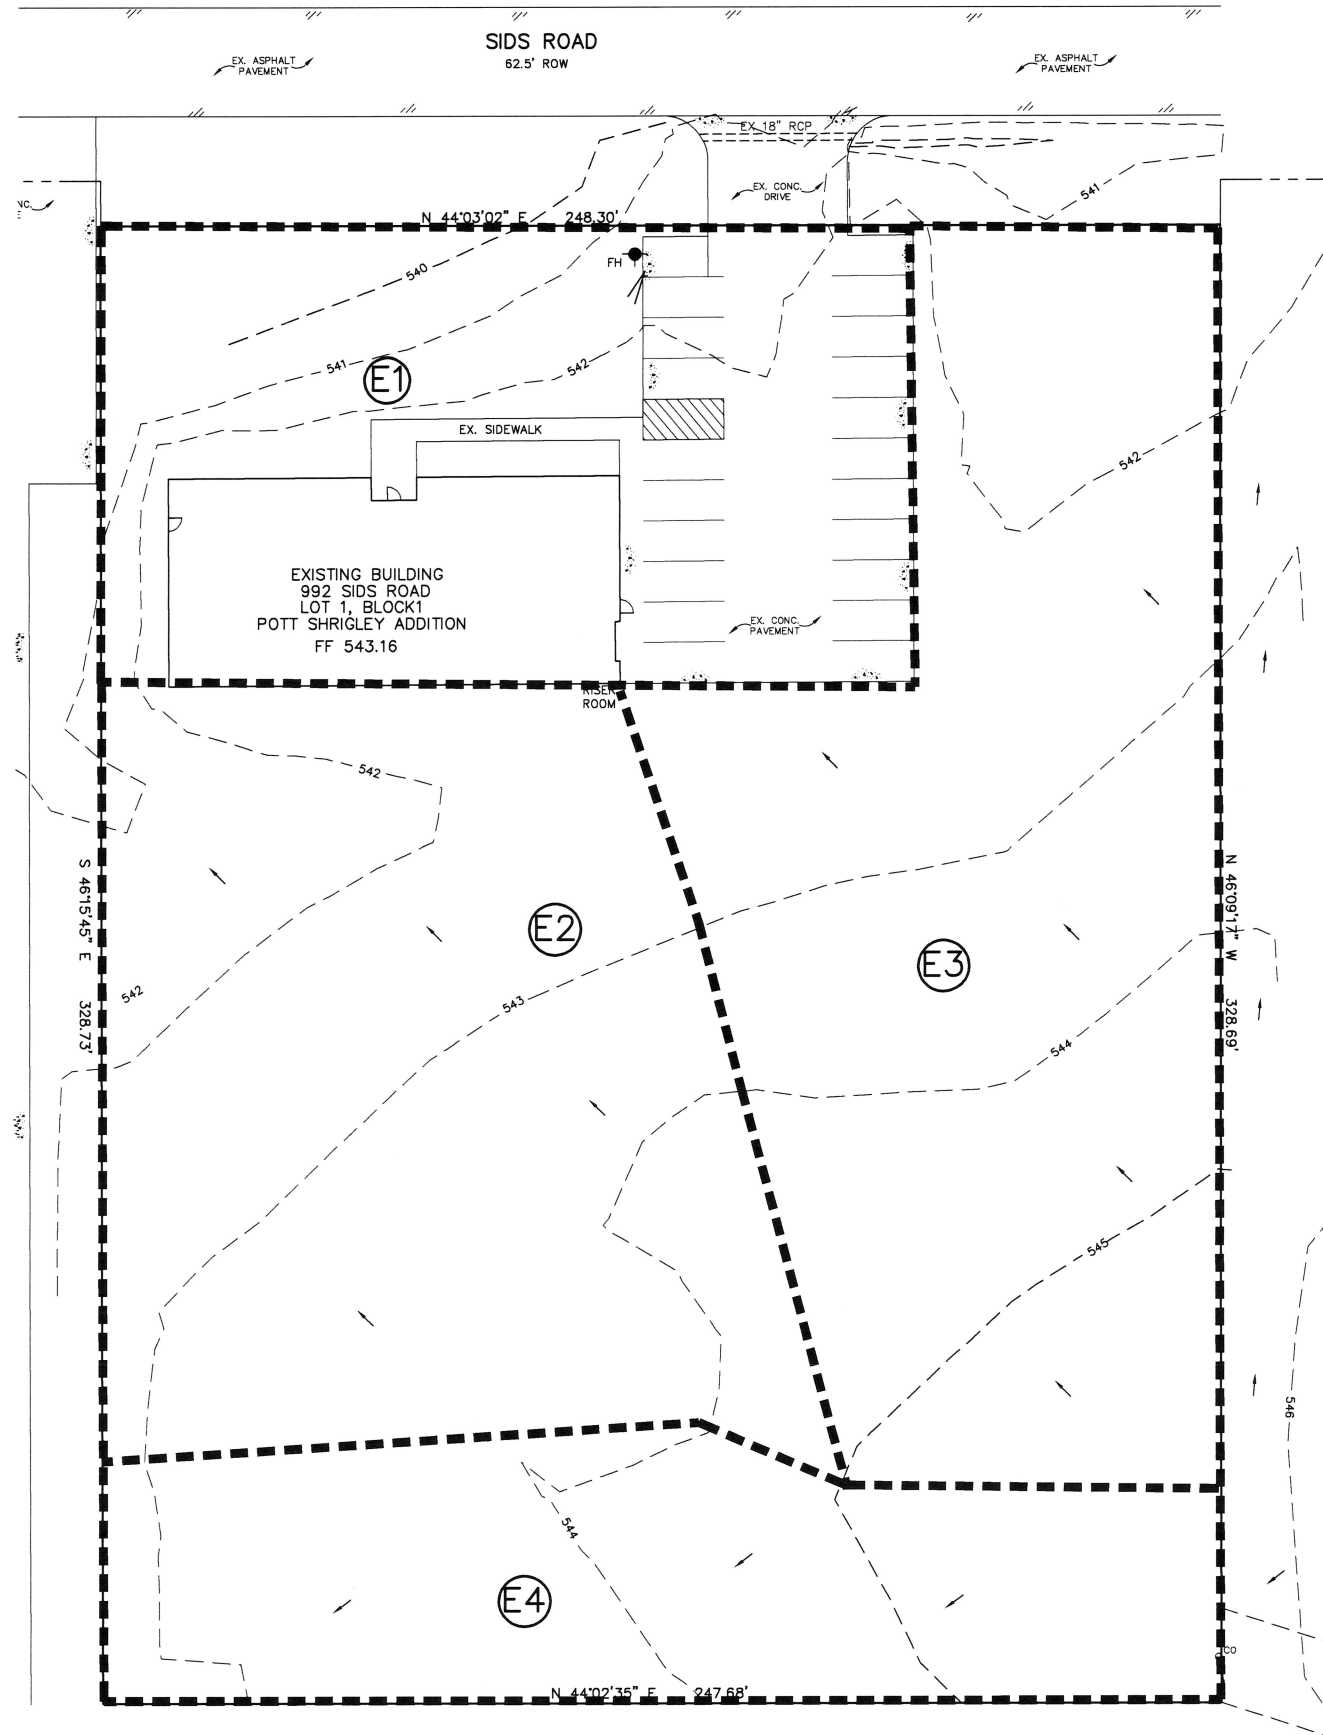 SIDS ROAD
62.5' ROW
EX. ASPHALT
PAVEMENT
EX. ASPHALT
PAVEMENT
EX 18" RCP
EX. CONC.
DRIVE
541
NC.
N 44°03'02" E 248.30'
FH
540
541
542
E1
EX. SIDEWALK
542
EXISTING BUILDING
992 SIDS ROAD
LOT 1, BLOCK1
POTT SHRIGLEY ADDITION
FF 543.16
EX. CONC.
PAVEMENT
RISER
ROOM
542
S 46°15'45" E 328.73'
N 46°09'17" W 328.69'
E2
E3
542
543
544
545
546
544
E4
CO
N 44°02'35" E 247.68'